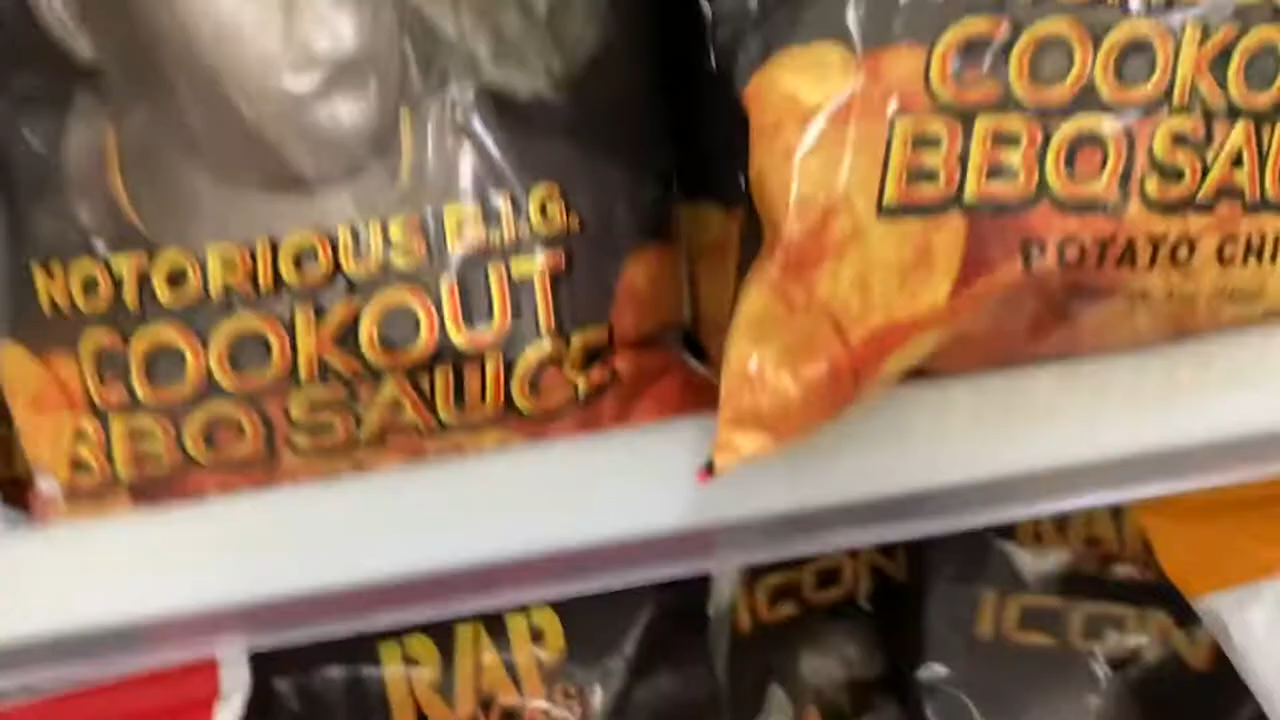 NOTORIOUS B.I.G.
COOKOUT
BBQ SAUCE
COOKO
BBQ SAU
POTATO CHI
RAP
ICON
ICON